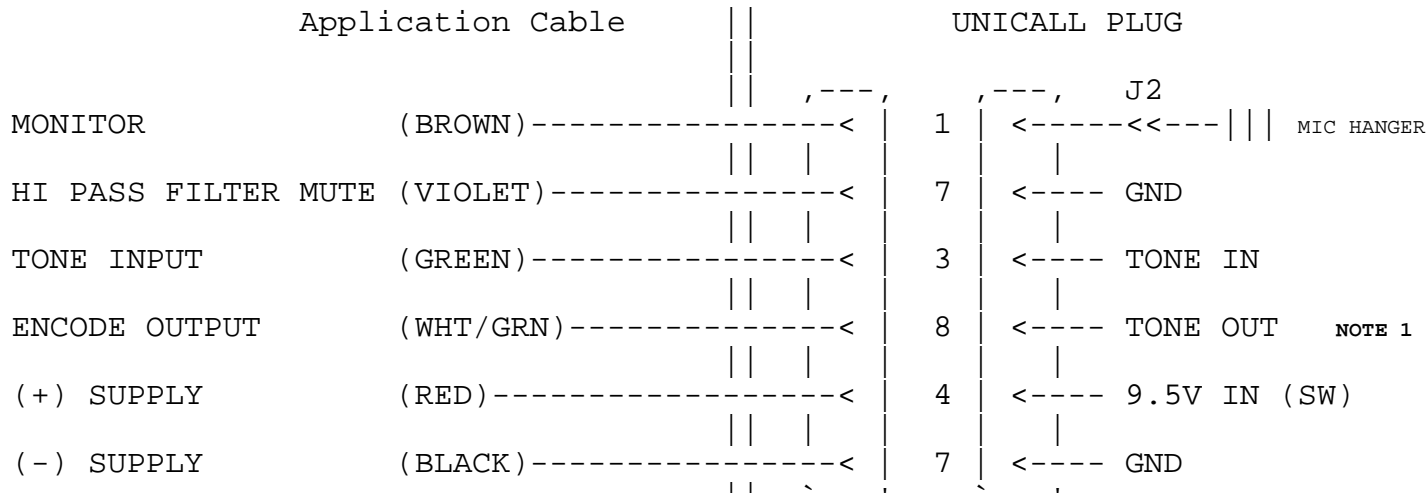 Application Cable || UNICALL PLUG
J2
MONITOR (BROWN)----------------< | 1 | <-----<<---||| MIC HANGER
HI PASS FILTER MUTE (VIOLET)---------------< | 7 | <---- GND
TONE INPUT (GREEN)----------------< | 3 | <---- TONE IN
ENCODE OUTPUT (WHT/GRN)--------------< | 8 | <---- TONE OUT NOTE 1
(+) SUPPLY (RED)------------------< | 4 | <---- 9.5V IN (SW)
(-) SUPPLY (BLACK)----------------< | 7 | <---- GND